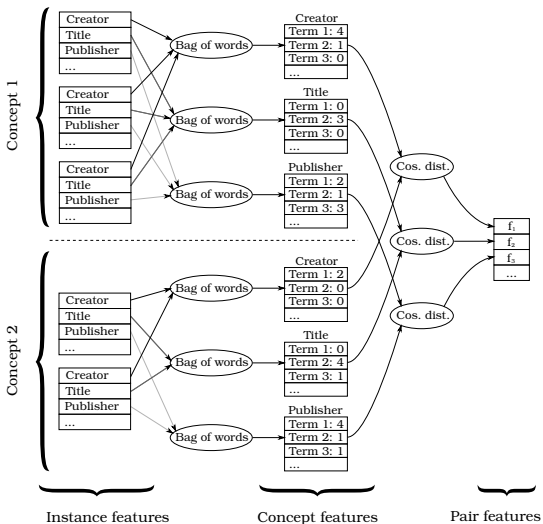 Concept 1
Creator
Title
Publisher
...
Creator
Title
Publisher
...
Creator
Title
Publisher
...
Bag of words
Bag of words
Bag of words
Creator
Term 1: 4
Term 2: 1
Term 3: 0
...
Title
Term 1: 0
Term 2: 3
Term 3: 0
...
Publisher
Term 1: 2
Term 2: 1
Term 3: 3
...
Concept 2
Creator
Title
Publisher
...
Creator
Title
Publisher
...
Bag of words
Bag of words
Bag of words
Creator
Term 1: 2
Term 2: 0
Term 3: 0
...
Title
Term 1: 0
Term 2: 4
Term 3: 1
...
Publisher
Term 1: 4
Term 2: 1
Term 3: 1
...
Cos. dist.
Cos. dist.
Cos. dist.
f₁
f₂
f₃
...
Instance features
Concept features
Pair features